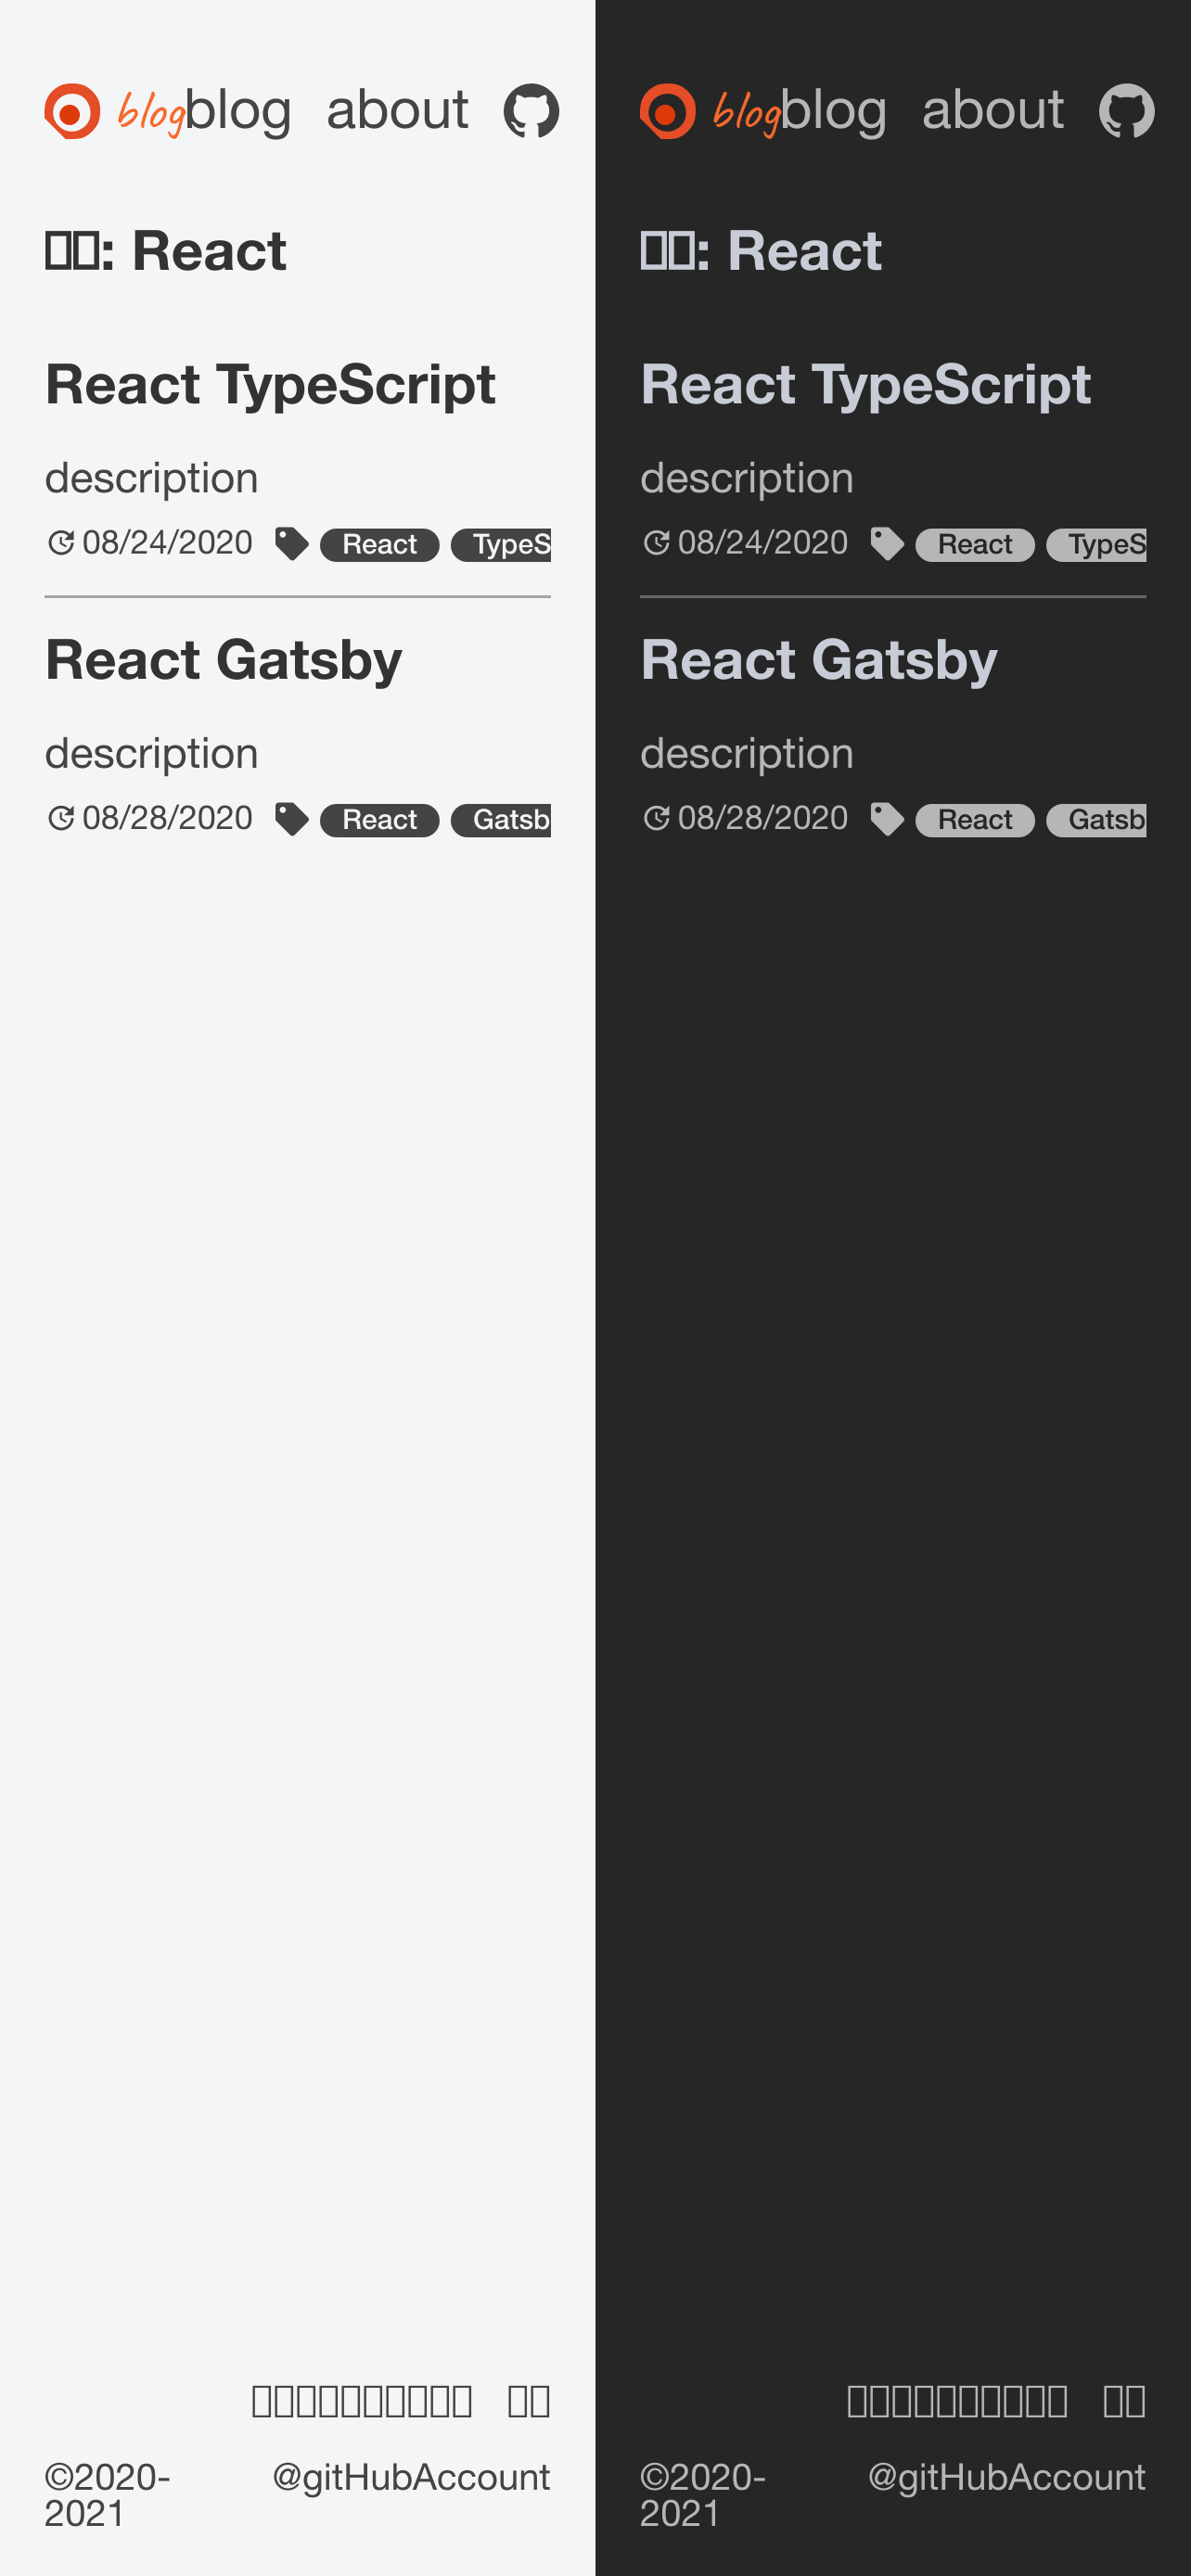 blog blog about
: React
React TypeScript
description
08/24/2020 React TypeS
React Gatsby
description
08/28/2020 React Gatsb
@gitHubAccount
©2020-
2021
blog blog about
: React
React TypeScript
description
08/24/2020 React TypeS
React Gatsby
description
08/28/2020 React Gatsb
@gitHubAccount
©2020-
2021